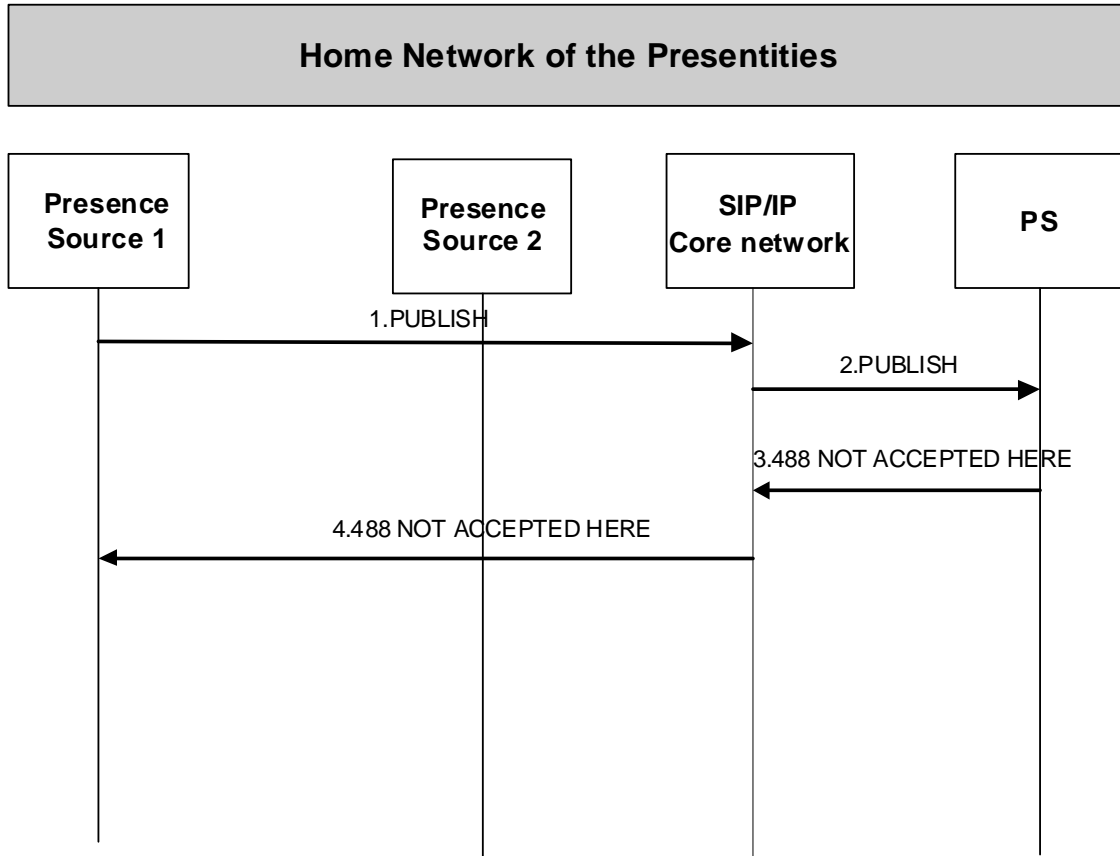 Home Network of the Presentities
Presence
Source 1
Presence
Source 2
SIP/IP
Core network
PS
1.PUBLISH
2.PUBLISH
3.488 NOT ACCEPTED HERE
4.488 NOT ACCEPTED HERE